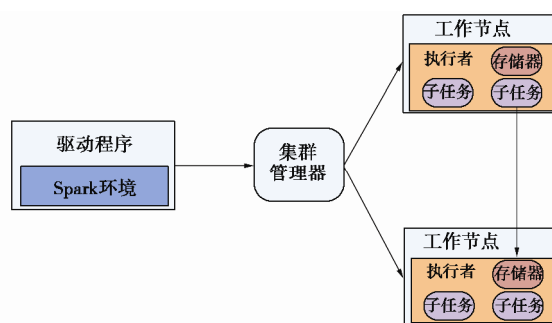 工作节点
执行者 存储器
子任务 子任务
驱动程序
Spark环境
集群
管理器
工作节点
执行者 存储器
子任务 子任务